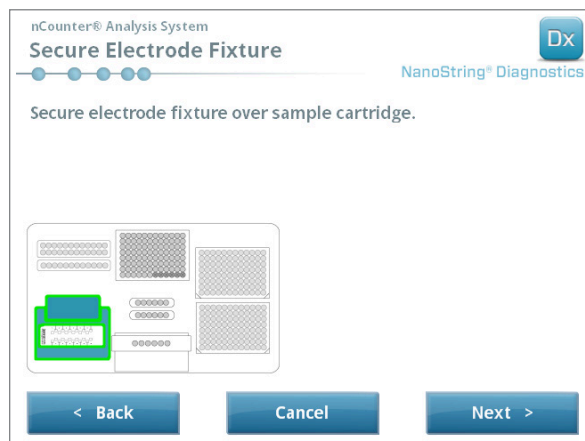 nCounter® Analysis System
Secure Electrode Fixture
Dx
NanoString® Diagnostics
Secure electrode fixture over sample cartridge.
< Back
Cancel
Next >